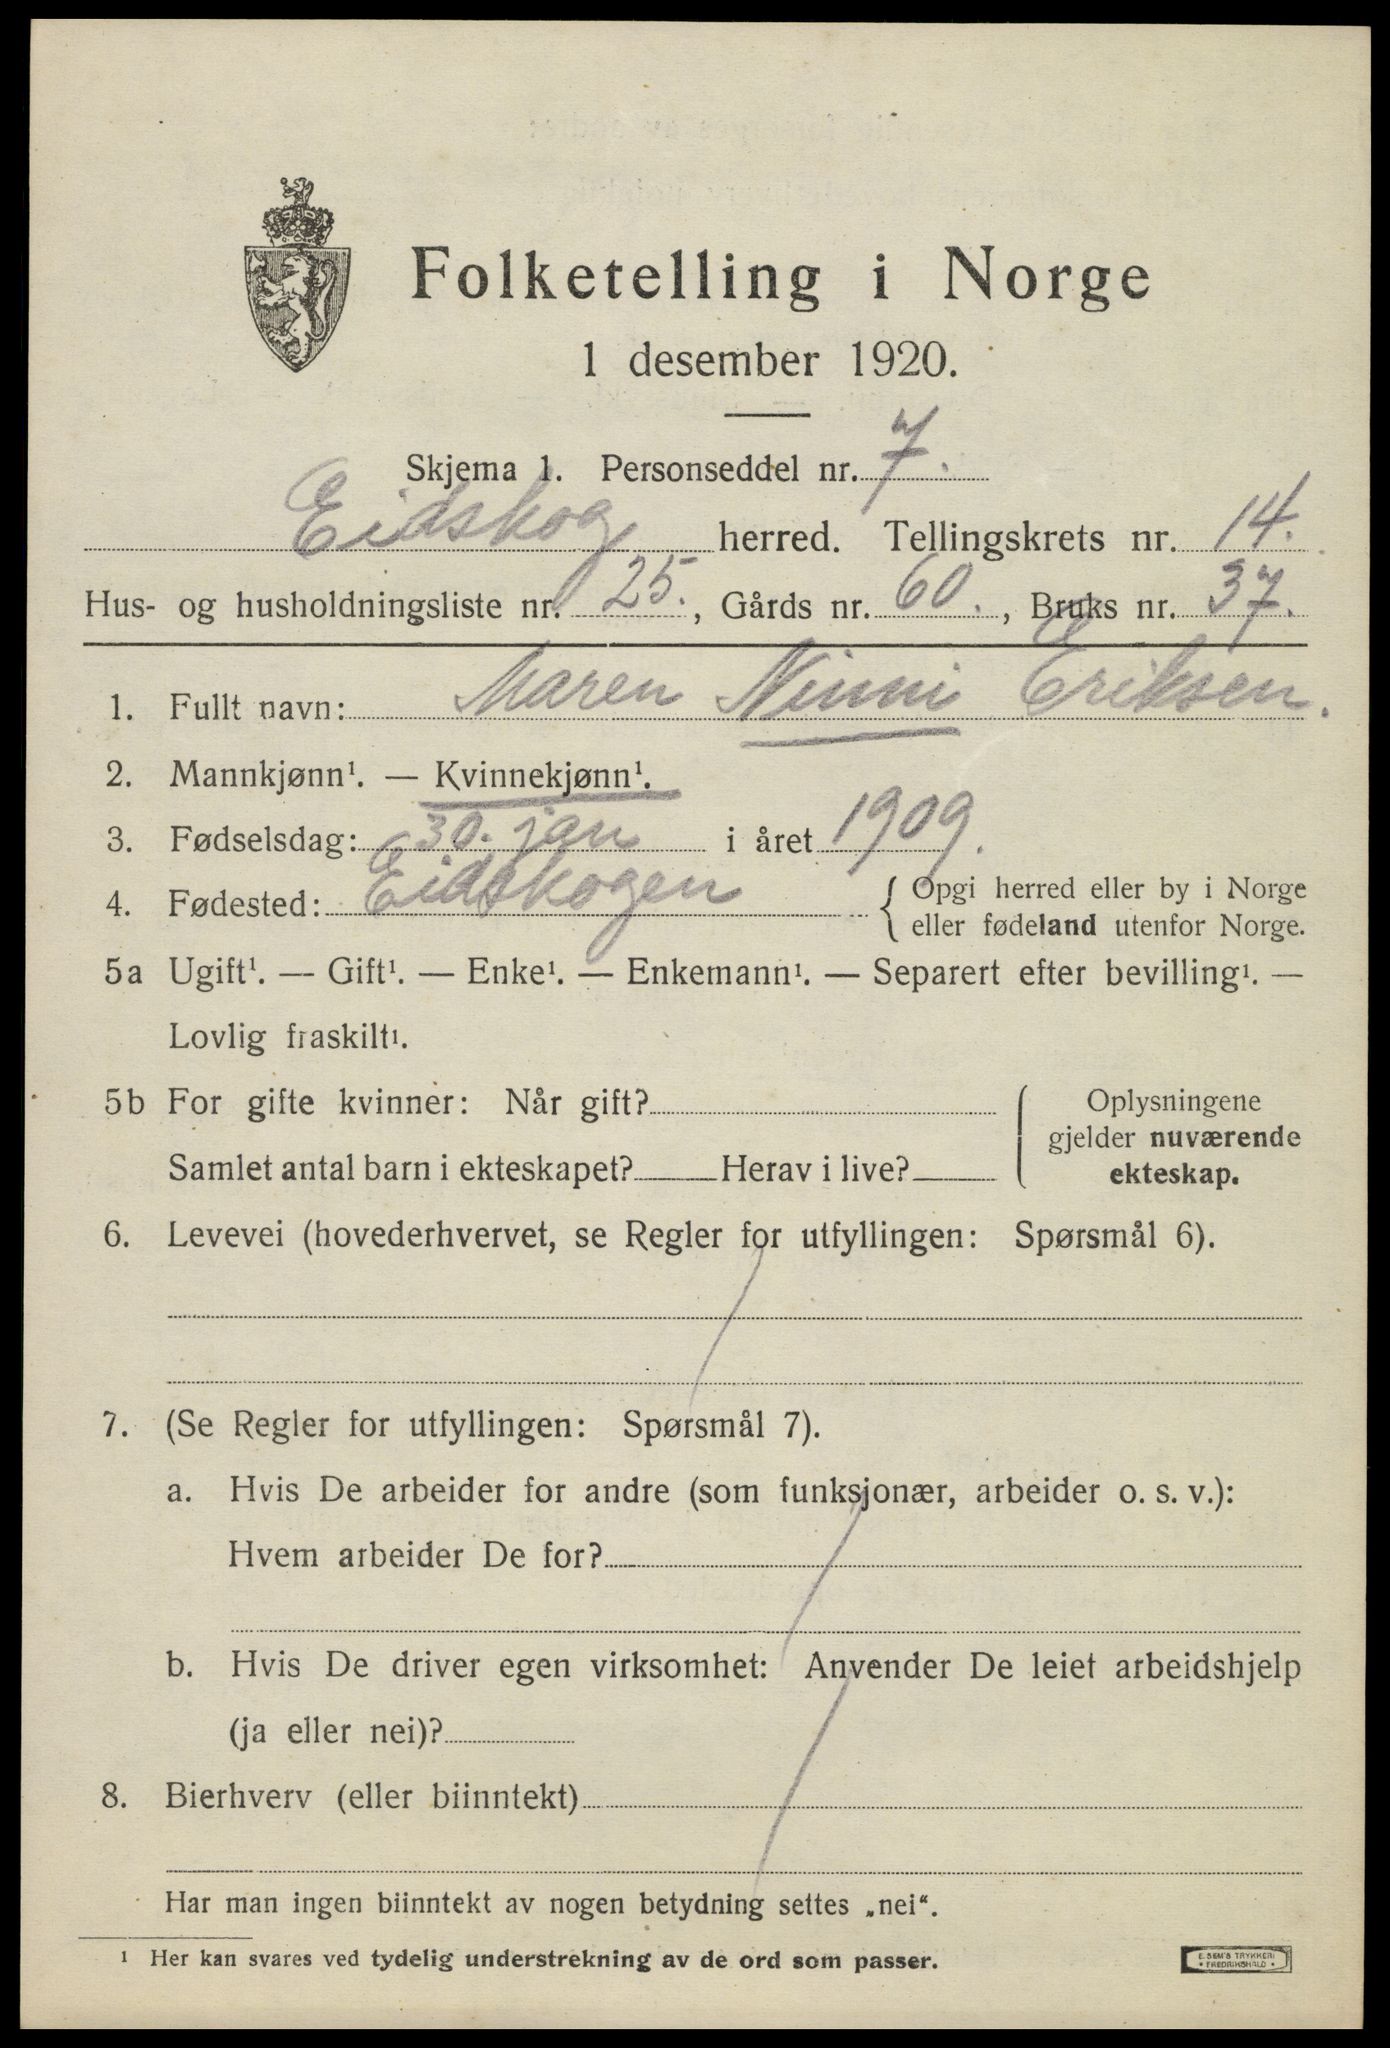 Folketelling i Norge
1 desember 1920.
Skjema 1. Personseddel nr. 7.
Eidskog herred. Tellingskrets nr. 14.
Hus- og husholdningsliste nr. 25., Gårds nr. 60., Bruks nr. 37.
1. Fullt navn: Maren Ninni Eriksen.
2. Mannkjønn¹. — Kvinnekjønn¹.
3. Fødselsdag: 30. jan i året 1909.
4. Fødested: Eidskogen { Opgi herred eller by i Norge
eller fødeland utenfor Norge.
5a Ugift¹. — Gift¹. — Enke¹. — Enkemann¹. — Separert efter bevilling¹. —
Lovlig fraskilt¹.
5b For gifte kvinner: Når gift? { Oplysningene
gjelder nuværende
Samlet antal barn i ekteskapet? Herav i live? ekteskap.
6. Levevei (hovederhvervet, se Regler for utfyllingen: Spørsmål 6).
7. (Se Regler for utfyllingen: Spørsmål 7).
a. Hvis De arbeider for andre (som funksjonær, arbeider o. s. v.):
Hvem arbeider De for?
b. Hvis De driver egen virksomhet: Anvender De leiet arbeidshjelp
(ja eller nei)?
8. Bierhverv (eller biinntekt)
Har man ingen biinntekt av nogen betydning settes „nei“.
¹ Her kan svares ved tydelig understrekning av de ord som passer.
E. SEM'S TRYKKERI
• FREDRIKSHALD •